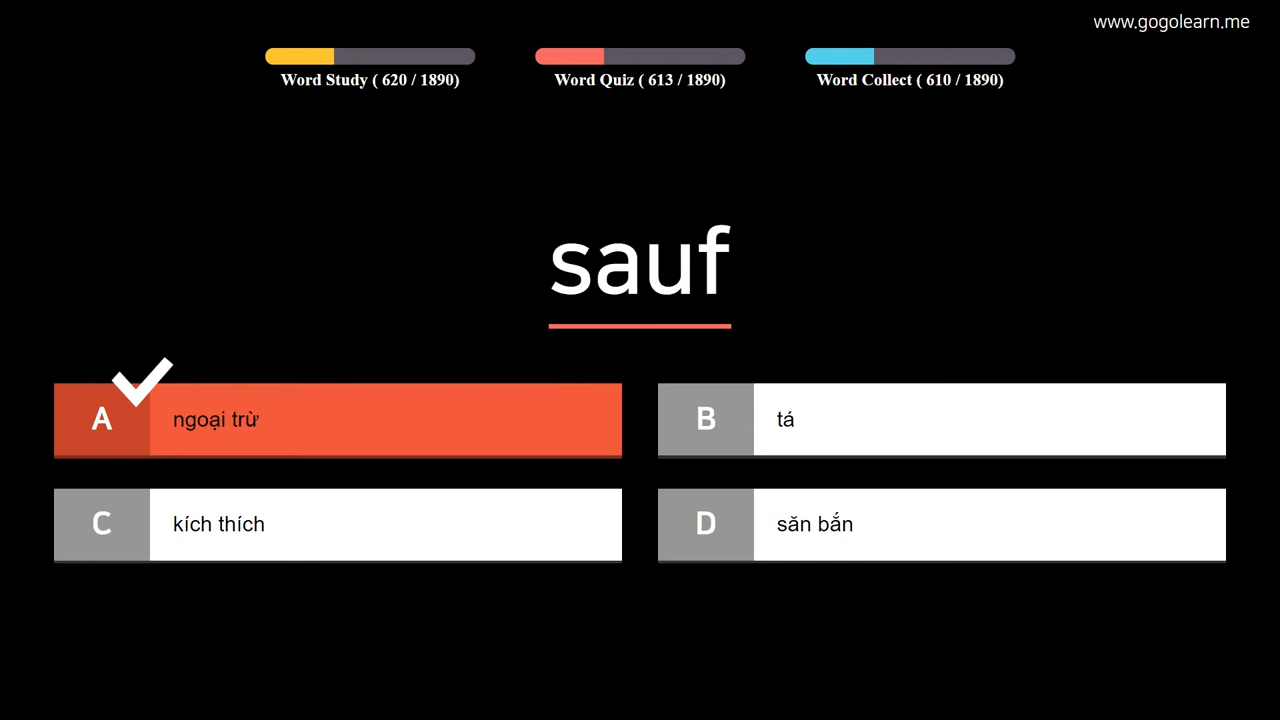 www.gogolearn.me
Word Study ( 620 / 1890)
Word Quiz ( 613 / 1890)
Word Collect ( 610 / 1890)
sauf
A ngoại trừ
B tá
C kích thích
D săn bắn